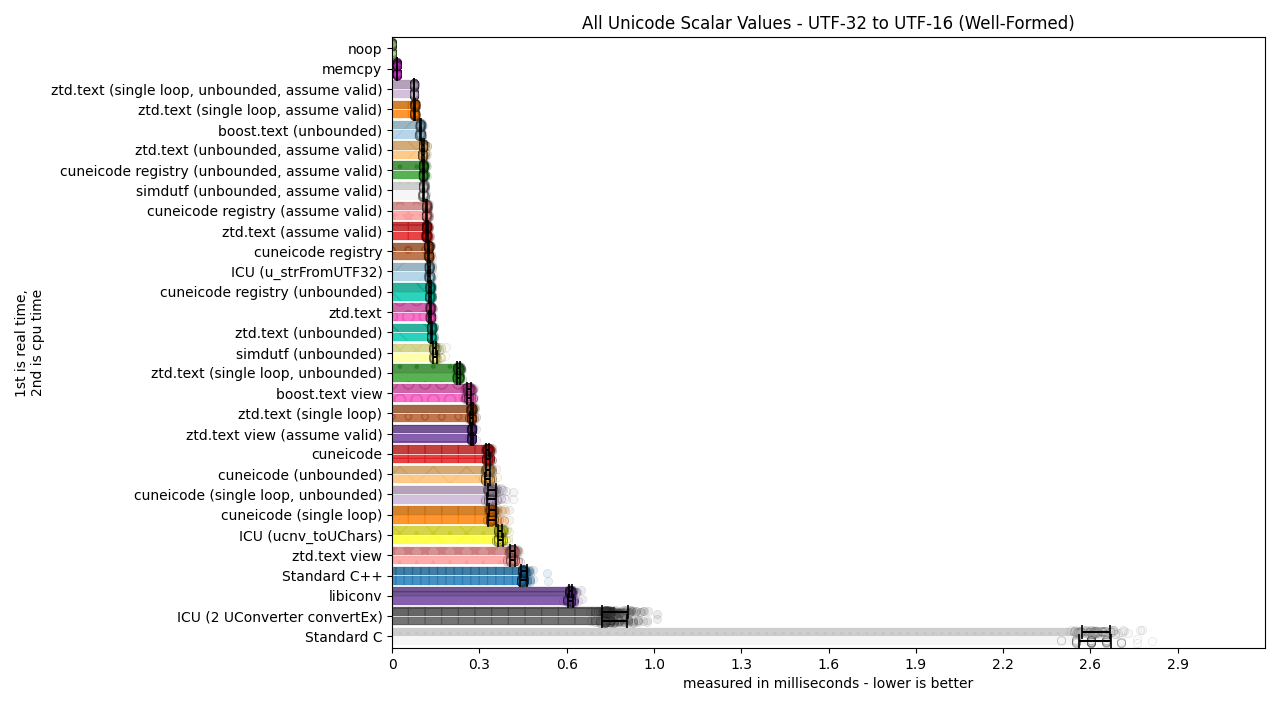 All Unicode Scalar Values - UTF-32 to UTF-16 (Well-Formed)
noop
memcpy
ztd.text (single loop, unbounded, assume valid)
ztd.text (single loop, assume valid)
boost.text (unbounded)
ztd.text (unbounded, assume valid)
cuneicode registry (unbounded, assume valid)
simdutf (unbounded, assume valid)
cuneicode registry (assume valid)
ztd.text (assume valid)
cuneicode registry
ICU (u_strFromUTF32)
cuneicode registry (unbounded)
ztd.text
ztd.text (unbounded)
simdutf (unbounded)
ztd.text (single loop, unbounded)
boost.text view
ztd.text (single loop)
ztd.text view (assume valid)
cuneicode
cuneicode (unbounded)
cuneicode (single loop, unbounded)
cuneicode (single loop)
ICU (ucnv_toUChars)
ztd.text view
Standard C++
libiconv
ICU (2 UConverter convertEx)
Standard C
1st is real time,
2nd is cpu time
0 0.3 0.6 1.0 1.3 1.6 1.9 2.2 2.6 2.9
measured in milliseconds - lower is better